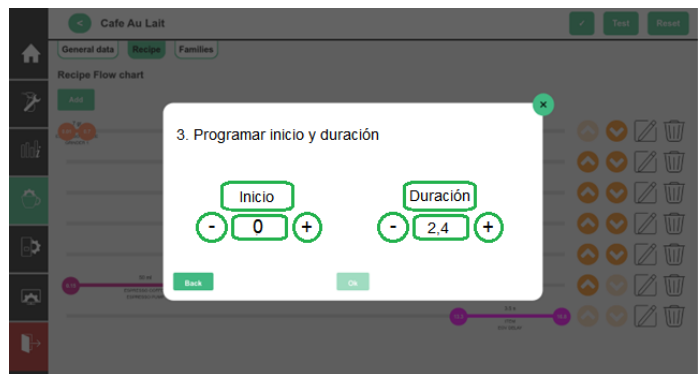 Cafe Au Lait
✓ Test Reset
General data Recipe Families
Recipe Flow chart
Add
3. Programar inicio y duración
Inicio Duración
- 0 + - 2,4 +
Back Ok